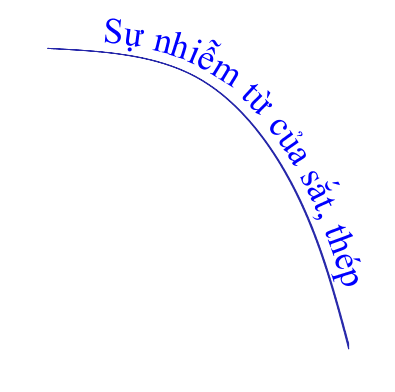 Sự nhiễm từ của sắt, thép